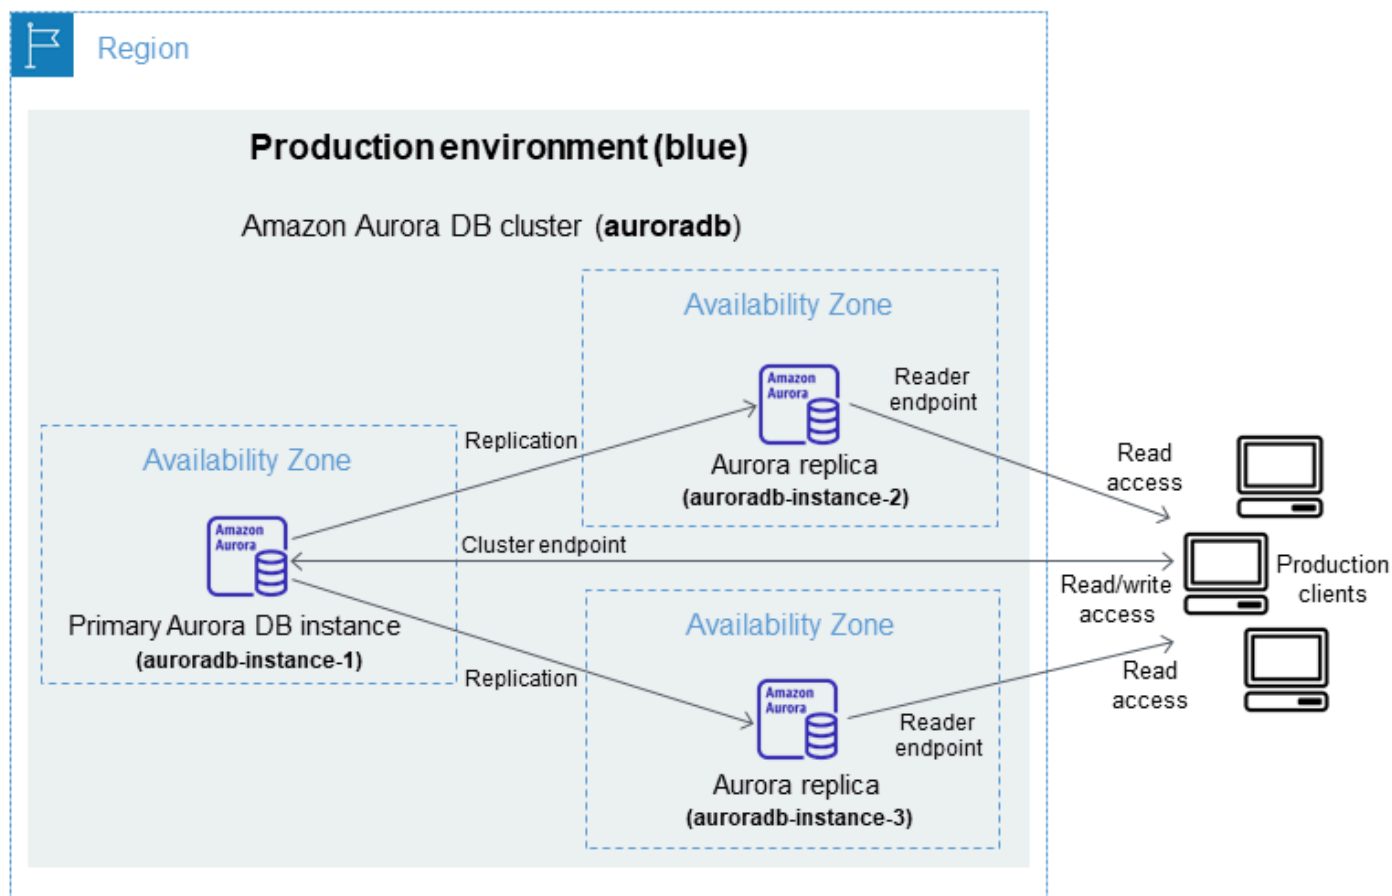 Region
Production environment (blue)
Amazon Aurora DB cluster (auroradb)
Availability Zone
Amazon
Aurora
Reader
endpoint
Aurora replica
(auroradb-instance-2)
Replication
Availability Zone
Amazon
Aurora
Primary Aurora DB instance
(auroradb-instance-1)
Cluster endpoint
Read
access
Read/write
access
Production
clients
Read
access
Replication
Availability Zone
Amazon
Aurora
Reader
endpoint
Aurora replica
(auroradb-instance-3)